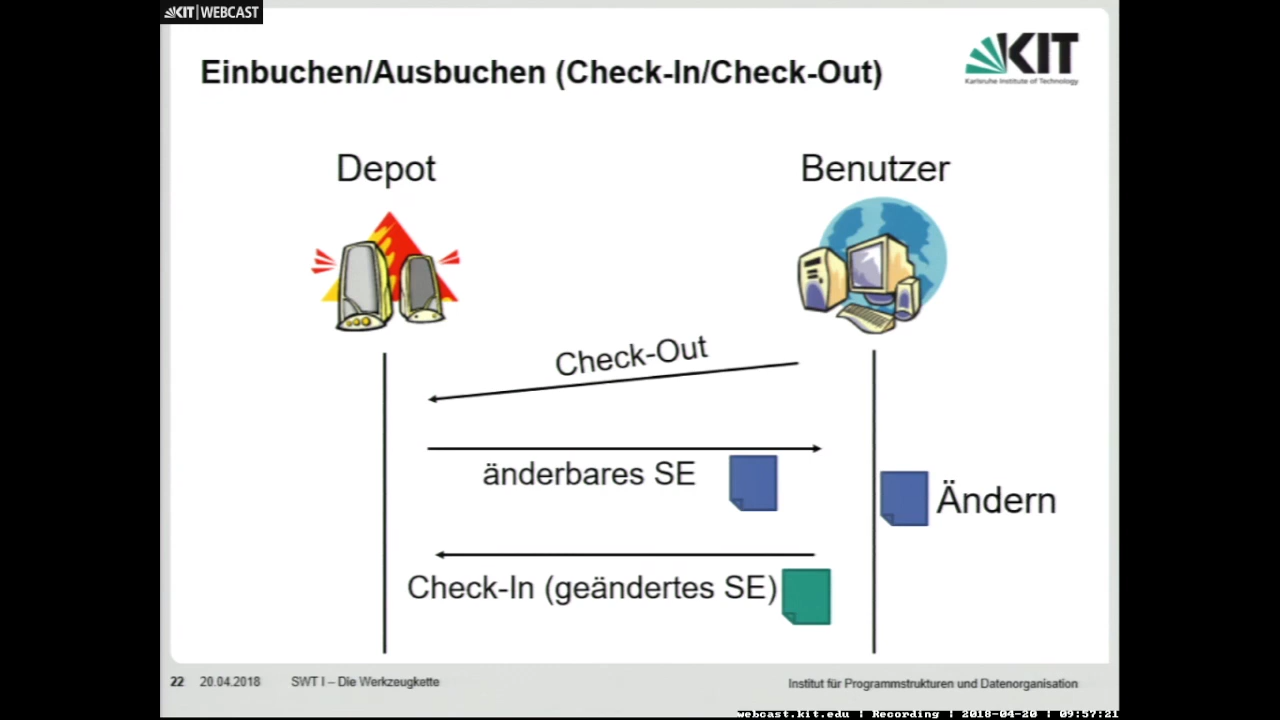 KIT | WEBCAST
Einbuchen/Ausbuchen (Check-In/Check-Out)
KIT
Karlsruhe Institute of Technology
Depot
Benutzer
Check-Out
änderbares SE
Ändern
Check-In (geändertes SE)
22 20.04.2018 SWT I – Die Werkzeugkette
Institut für Programmstrukturen und Datenorganisation
webcast.kit.edu | Recording | 2018-04-20 | 09:57:21